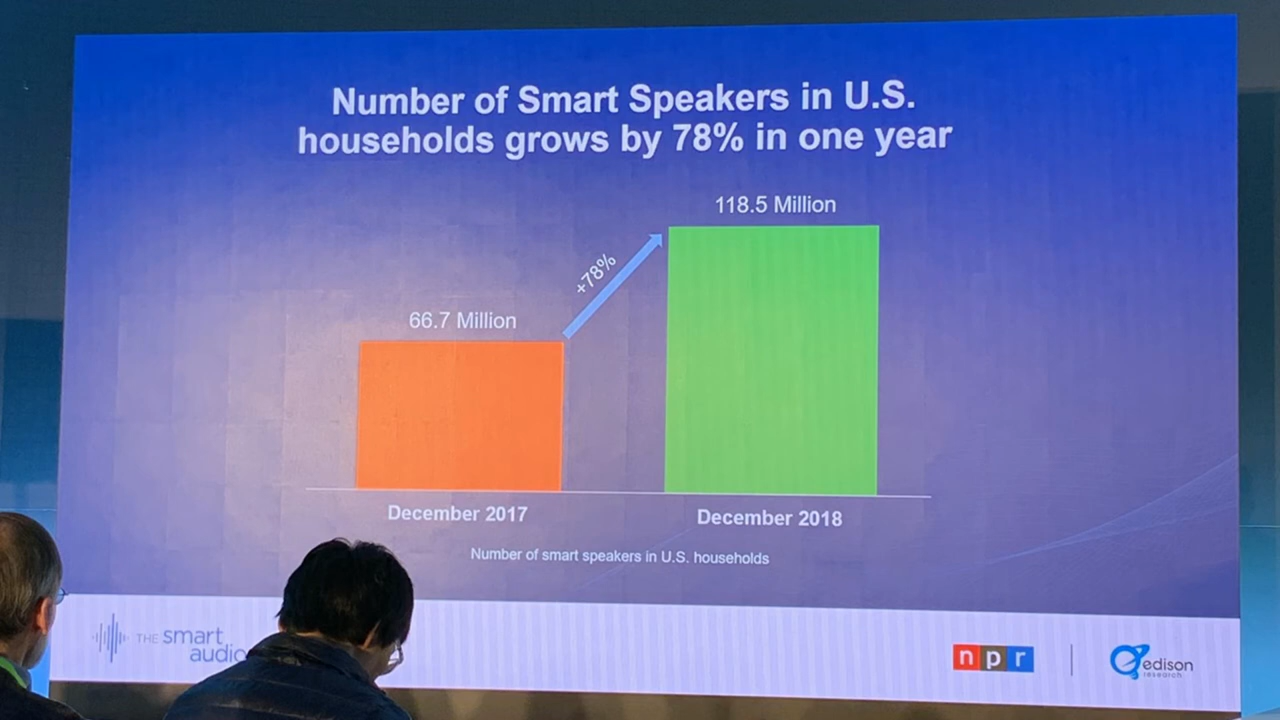 Number of Smart Speakers in U.S.
households grows by 78% in one year
118.5 Million
+78%
66.7 Million
December 2017
December 2018
Number of smart speakers in U.S. households
THE smart
audio
npr
edison
research